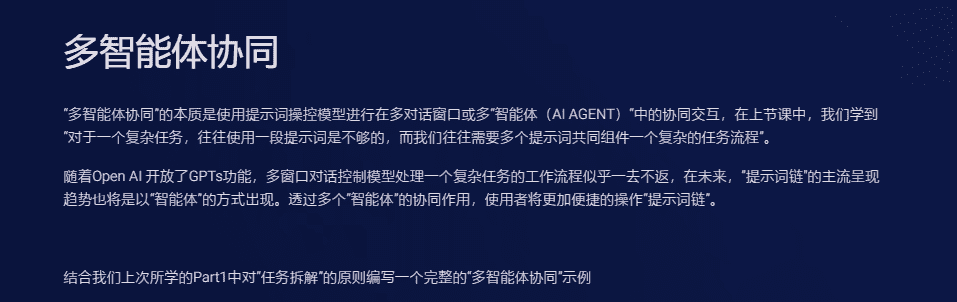 多智能体协同
"多智能体协同"的本质是使用提示词操控模型进行在多对话窗口或多"智能体（AI AGENT）"中的协同交互，在上节课中，我们学到
"对于一个复杂任务，往往使用一段提示词是不够的，而我们往往需要多个提示词共同组件一个复杂的任务流程"。
随着Open AI 开放了GPTs功能，多窗口对话控制模型处理一个复杂任务的工作流程似乎一去不返，在未来，"提示词链"的主流呈现
趋势也将是以"智能体"的方式出现。透过多个"智能体"的协同作用，使用者将更加便捷的操作"提示词链"。
结合我们上次所学的Part1中对"任务拆解"的原则编写一个完整的"多智能体协同"示例